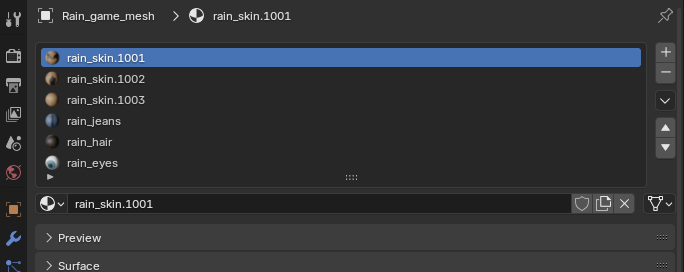 Rain_game_mesh > rain_skin.1001
rain_skin.1001
rain_skin.1002
rain_skin.1003
rain_jeans
rain_hair
rain_eyes
rain_skin.1001
Preview
Surface